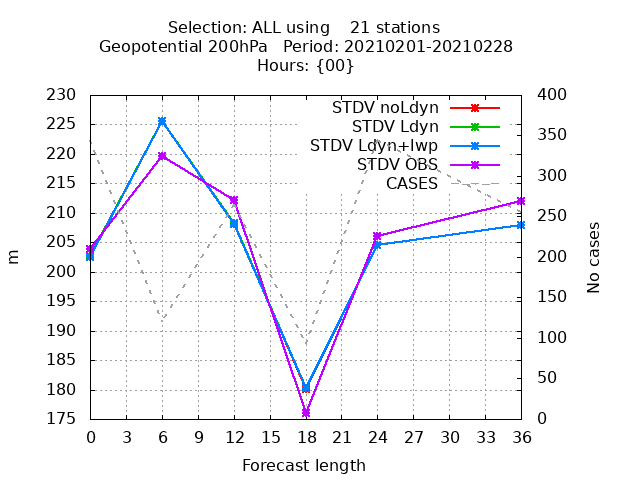 Selection: ALL using    21 stations
Geopotential 200hPa   Period: 20210201-20210228
Hours: {00}
230
225
220
215
210
205
200
195
190
185
180
175
m
STDV noLdyn
STDV Ldyn
STDV Ldyn+lwp
STDV OBS
CASES
400
350
300
250
200
150
100
50
0
No cases
0 3 6 9 12 15 18 21 24 27 30 33 36
Forecast length